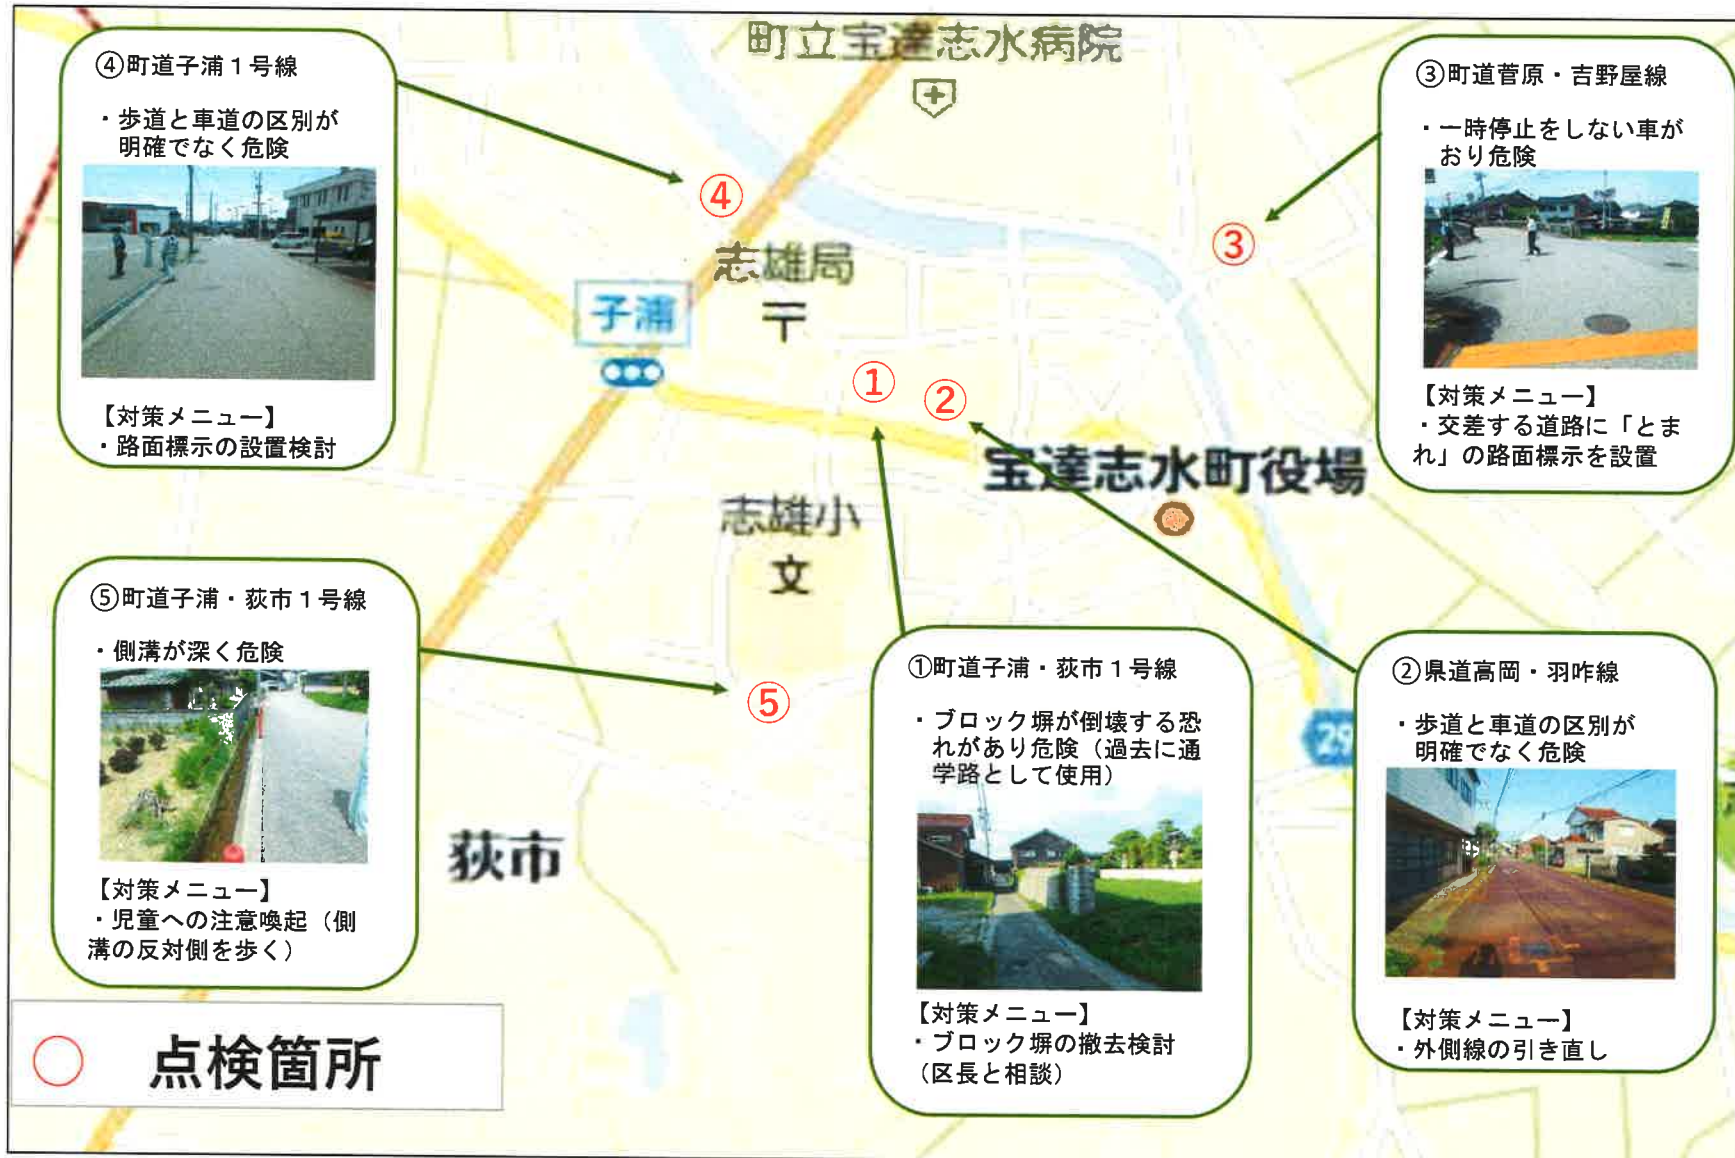 町立宝達志水病院
④町道子浦１号線
・歩道と車道の区別が
明確でなく危険
【対策メニュー】
・路面標示の設置検討
④
③町道菅原・吉野屋線
・一時停止をしない車が
おり危険
【対策メニュー】
・交差する道路に「とま
れ」の路面標示を設置
③
志雄局
〒
子浦
①
②
宝達志水町役場
志雄小
文
⑤町道子浦・荻市１号線
・側溝が深く危険
【対策メニュー】
・児童への注意喚起（側
溝の反対側を歩く）
⑤
①町道子浦・荻市１号線
・ブロック塀が倒壊する恐
れがあり危険（過去に通
学路として使用）
【対策メニュー】
・ブロック塀の撤去検討
（区長と相談）
②県道高岡・羽咋線
・歩道と車道の区別が
明確でなく危険
【対策メニュー】
・外側線の引き直し
29
荻市
点検箇所